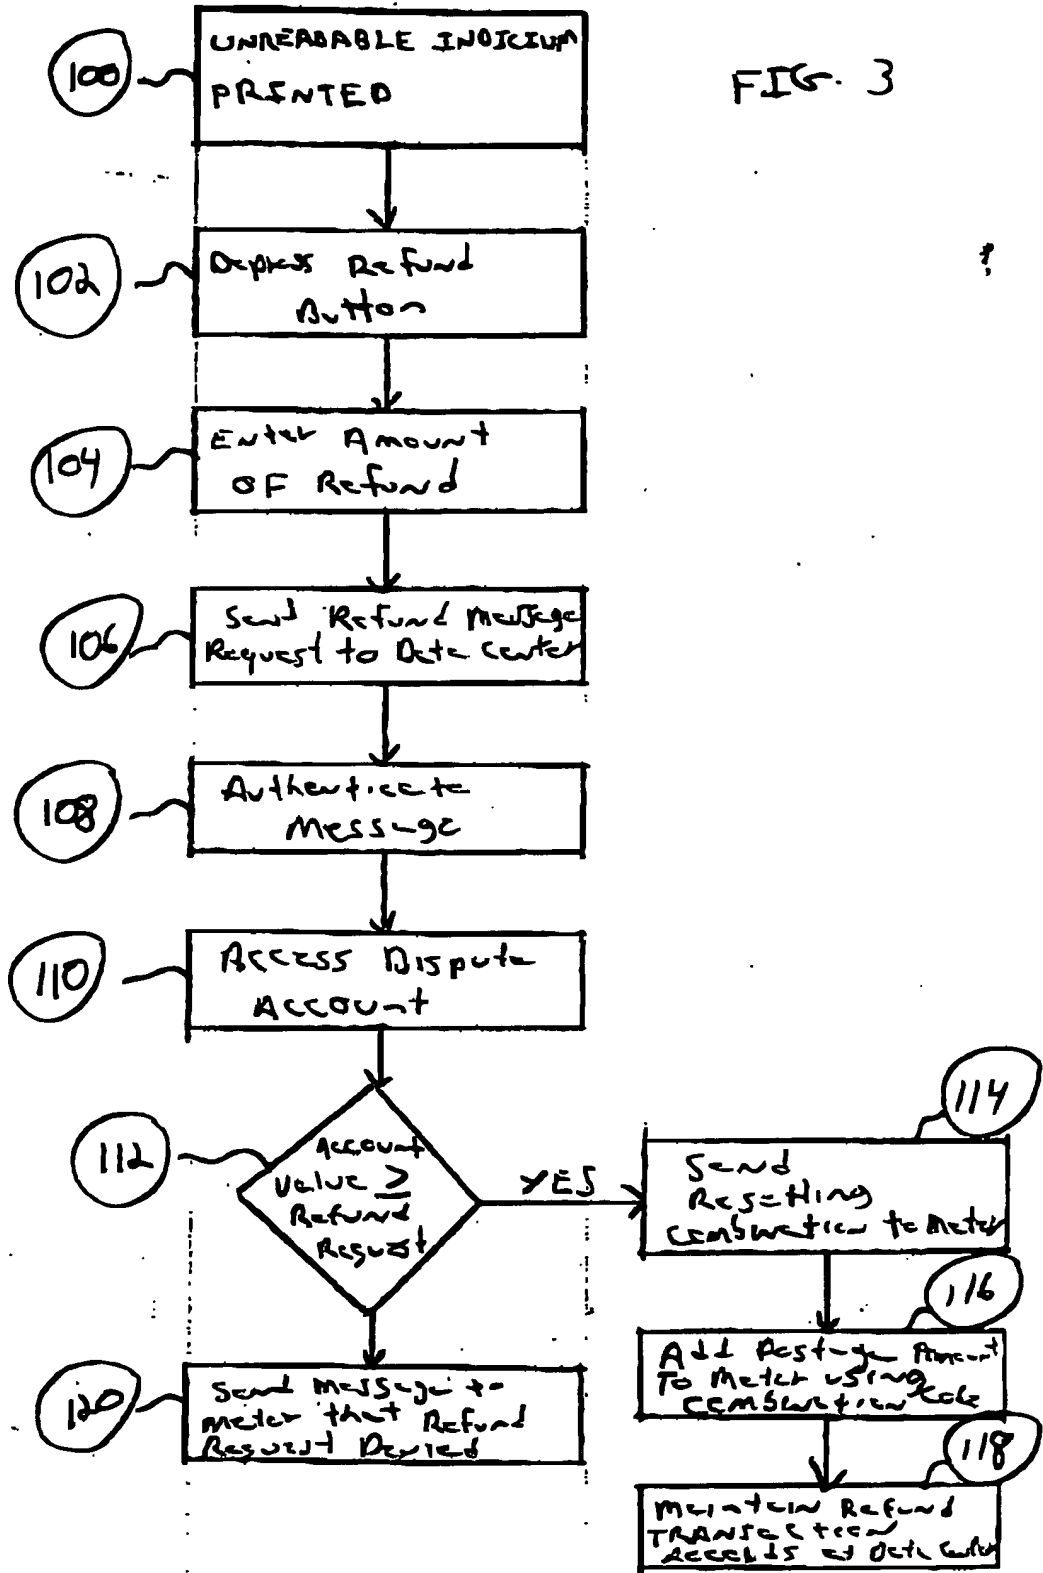 FIG. 3
100
UNREADABLE INDICIUM
PRINTED
102
Depress Refund
Button
104
Enter Amount
OF Refund
106
Send Refund Message
Request to Data Center
108
Authenticate
Message
110
ACCESS Dispute
ACCOUNT
112
Account
Value ≥
Refund
Request
YES
114
Send
Resetting
Combination to Meter
116
Add Postage Amount
To Meter using
Combination Code
118
Maintain Refund
TRANSACTION
Records at Data Center
120
Send Message to
Meter that Refund
Request Denied